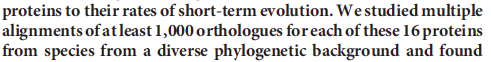 proteins to their rates of short-term evolution. We studied multiple
alignments of at least 1,000 orthologues for each of these 16 proteins
from species from a diverse phylogenetic background and found